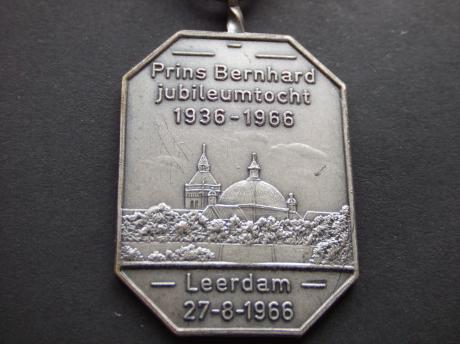 Prins Bernhard
jubileumtocht
1936-1966
— Leerdam —
27-8-1966